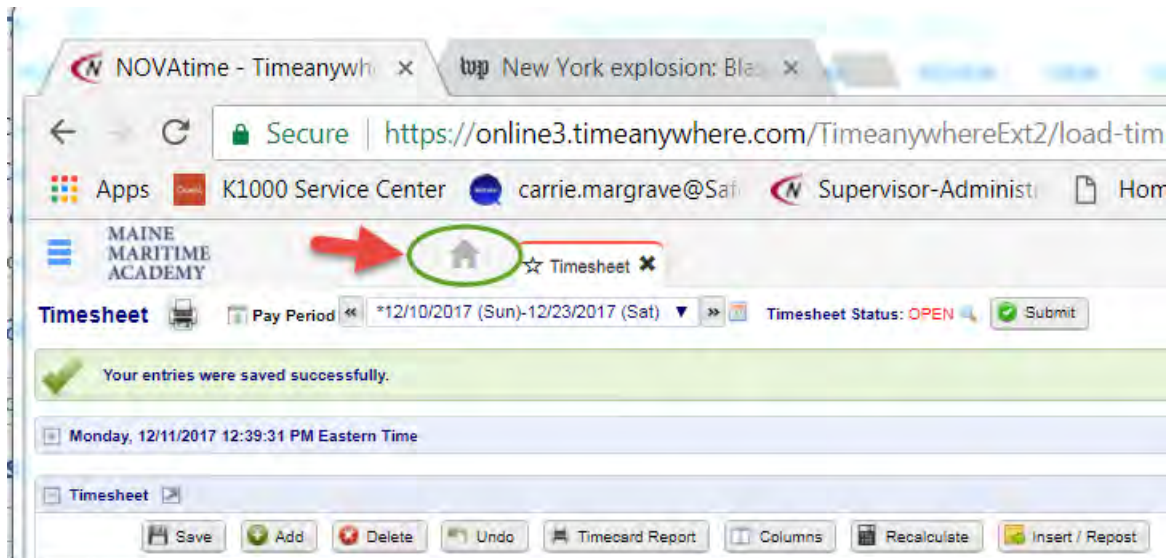 NOVAtime - Timeanywh
wp New York explosion: Bla
Secure | https://online3.timeanywhere.com/TimeanywhereExt2/load-tim
Apps K1000 Service Center carrie.margrave@Saf Supervisor-Administ Hom
MAINE
MARITIME
ACADEMY
Timesheet
Timesheet Pay Period *12/10/2017 (Sun)-12/23/2017 (Sat) Timesheet Status: OPEN Submit
Your entries were saved successfully.
Monday, 12/11/2017 12:39:31 PM Eastern Time
Timesheet
Save Add Delete Undo Timecard Report Columns Recalculate Insert / Repost